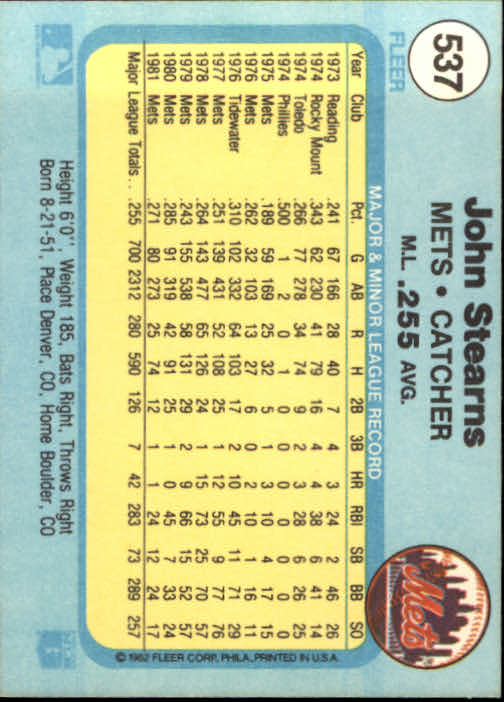 537
FLEER
John Stearns
METS • CATCHER
M.L. .255 AVG.
Mets
MAJOR & MINOR LEAGUE RECORD
Year Club Pct. G AB R H 2B 3B HR RBI SB BB SO
1973 Reading .241 67 166 28 40 7 4 3 24 2 46 26
1974 Rocky Mount .343 62 230 41 79 16 4 4 38 6 41 14
1974 Toledo .266 77 278 34 74 9 2 3 28 6 26 25
1974 Phillies .500 1 2 0 1 0 0 0 0 0 0 0
1975 Mets .189 59 169 25 32 5 1 3 10 4 17 15
1976 Mets .262 32 103 13 27 6 0 2 10 1 16 11
1976 Tidewater .310 102 332 64 103 17 2 10 45 11 71 29
1977 Mets .251 139 431 52 108 25 1 12 55 9 77 76
1978 Mets .264 143 477 65 126 24 1 15 73 25 70 57
1979 Mets .243 155 538 58 131 29 2 9 66 15 52 57
1980 Mets .285 91 319 42 91 25 1 0 45 7 33 24
1981 Mets .271 80 273 25 74 12 1 1 24 12 24 17
Major League Totals . . .255 700 2312 280 590 126 7 42 283 73 289 257
© 1982 FLEER CORP., PHILA., PRINTED IN U.S.A.
Height 6'0'', Weight 185, Bats Right, Throws Right
Born 8-21-51, Place Denver, CO, Home Boulder, CO